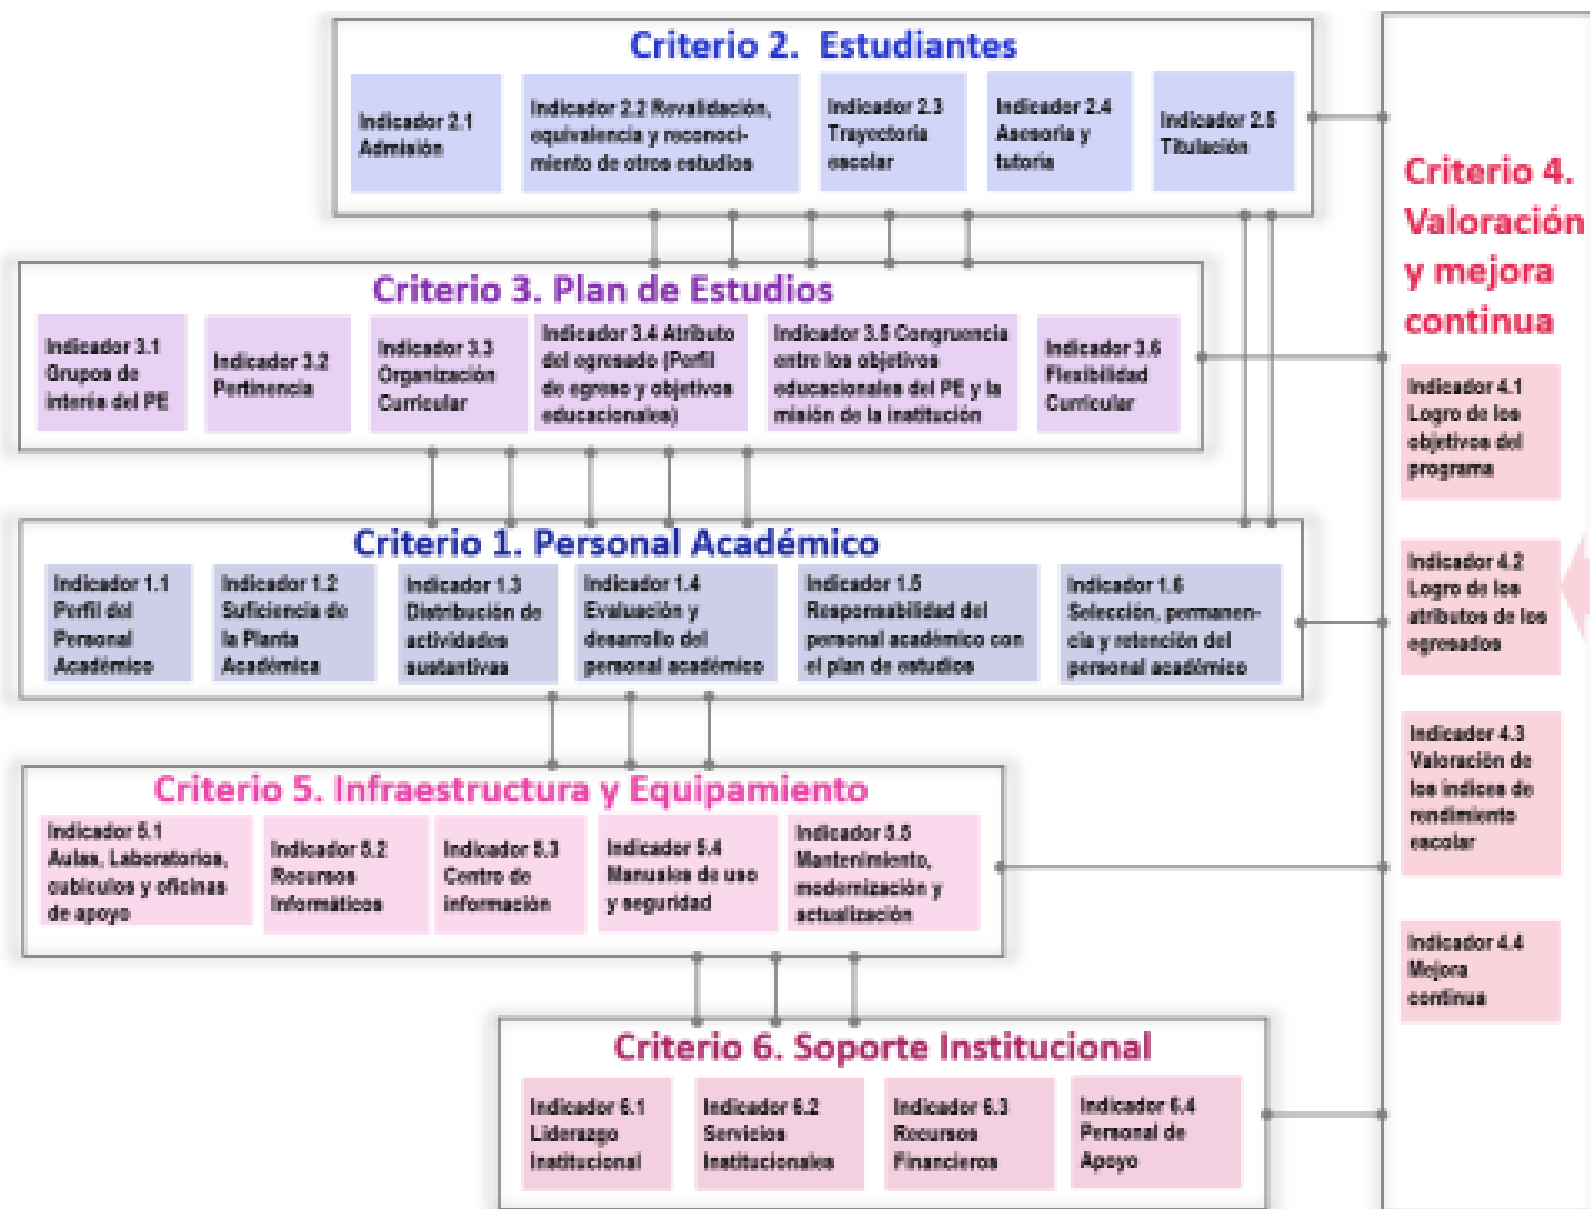 Criterio 2. Estudiantes
Indicador 2.1
Admisión
Indicador 2.2 Revalidación,
equivalencia y reconoci-
miento de otros estudios
Indicador 2.3
Trayectoria
escolar
Indicador 2.4
Asesoría y
tutoría
Indicador 2.5
Titulación
Criterio 3. Plan de Estudios
Indicador 3.1
Grupos de
interés del PE
Indicador 3.2
Pertinencia
Indicador 3.3
Organización
Curricular
Indicador 3.4 Atributo
del egresado (Perfil
de egreso y objetivos
educacionales)
Indicador 3.5 Congruencia
entre los objetivos
educacionales del PE y la
misión de la institución
Indicador 3.6
Flexibilidad
Curricular
Criterio 1. Personal Académico
Indicador 1.1
Perfil del
Personal
Académico
Indicador 1.2
Suficiencia de
la Planta
Académica
Indicador 1.3
Distribución de
actividades
sustantivas
Indicador 1.4
Evaluación y
desarrollo del
personal académico
Indicador 1.5
Responsabilidad del
personal académico con
el plan de estudios
Indicador 1.6
Selección, permanen-
cia y retención del
personal académico
Criterio 5. Infraestructura y Equipamiento
Indicador 5.1
Aulas, Laboratorios,
cubículos y oficinas
de apoyo
Indicador 5.2
Recursos
Informáticos
Indicador 5.3
Centro de
información
Indicador 5.4
Manuales de uso
y seguridad
Indicador 5.5
Mantenimiento,
modernización y
actualización
Criterio 6. Soporte Institucional
Indicador 6.1
Liderazgo
Institucional
Indicador 6.2
Servicios
Institucionales
Indicador 6.3
Recursos
Financieros
Indicador 6.4
Personal de
Apoyo
Criterio 4.
Valoración
y mejora
continua
Indicador 4.1
Logro de los
objetivos del
programa
Indicador 4.2
Logro de los
atributos de los
egresados
Indicador 4.3
Valoración de
los índices de
rendimiento
escolar
Indicador 4.4
Mejora
continua